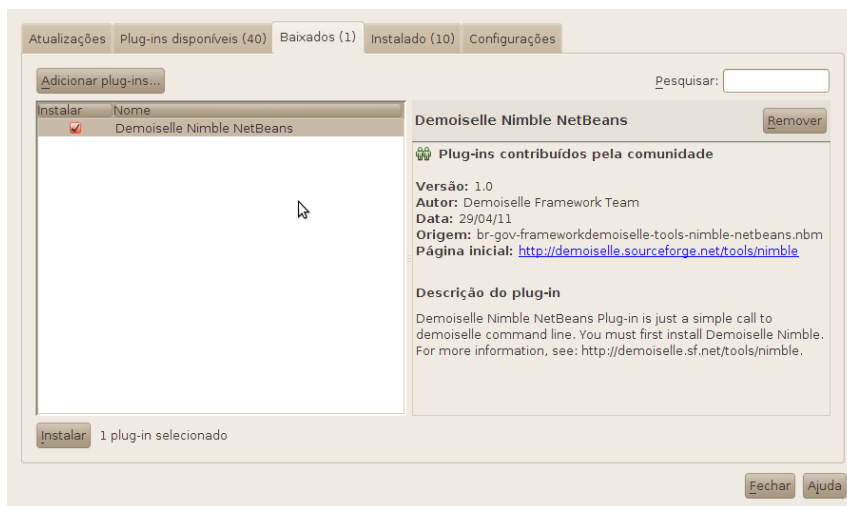 Atualizações Plug-ins disponíveis (40) Baixados (1) Instalado (10) Configurações
Adicionar plug-ins... Pesquisar:
Instalar Nome
Demoiselle Nimble NetBeans
Demoiselle Nimble NetBeans Remover
Plug-ins contribuídos pela comunidade
Versão: 1.0
Autor: Demoiselle Framework Team
Data: 29/04/11
Origem: br-gov-frameworkdemoiselle-tools-nimble-netbeans.nbm
Página inicial: http://demoiselle.sourceforge.net/tools/nimble
Descrição do plug-in
Demoiselle Nimble NetBeans Plug-in is just a simple call to
demoiselle command line. You must first install Demoiselle Nimble.
For more information, see: http://demoiselle.sf.net/tools/nimble.
Instalar 1 plug-in selecionado
Fechar Ajuda